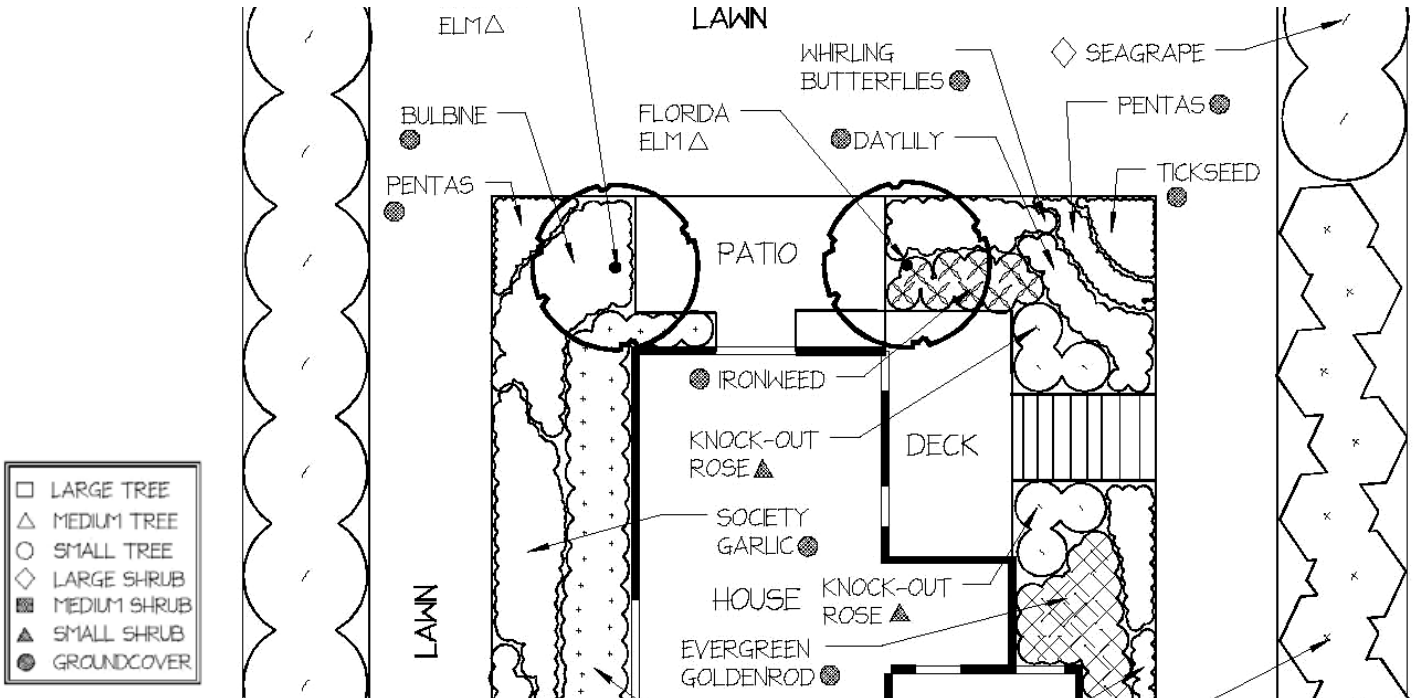 ELM
LAWN
WHIRLING
BUTTERFLIES
SEAGRAPE
PENTAS
BULBINE
FLORIDA
ELM
DAYLILY
PENTAS
TICKSEED
PATIO
IRONWEED
KNOCK-OUT
ROSE
DECK
SOCIETY
GARLIC
HOUSE
KNOCK-OUT
ROSE
LAWN
EVERGREEN
GOLDENROD
LARGE TREE
MEDIUM TREE
SMALL TREE
LARGE SHRUB
MEDIUM SHRUB
SMALL SHRUB
GROUNDCOVER